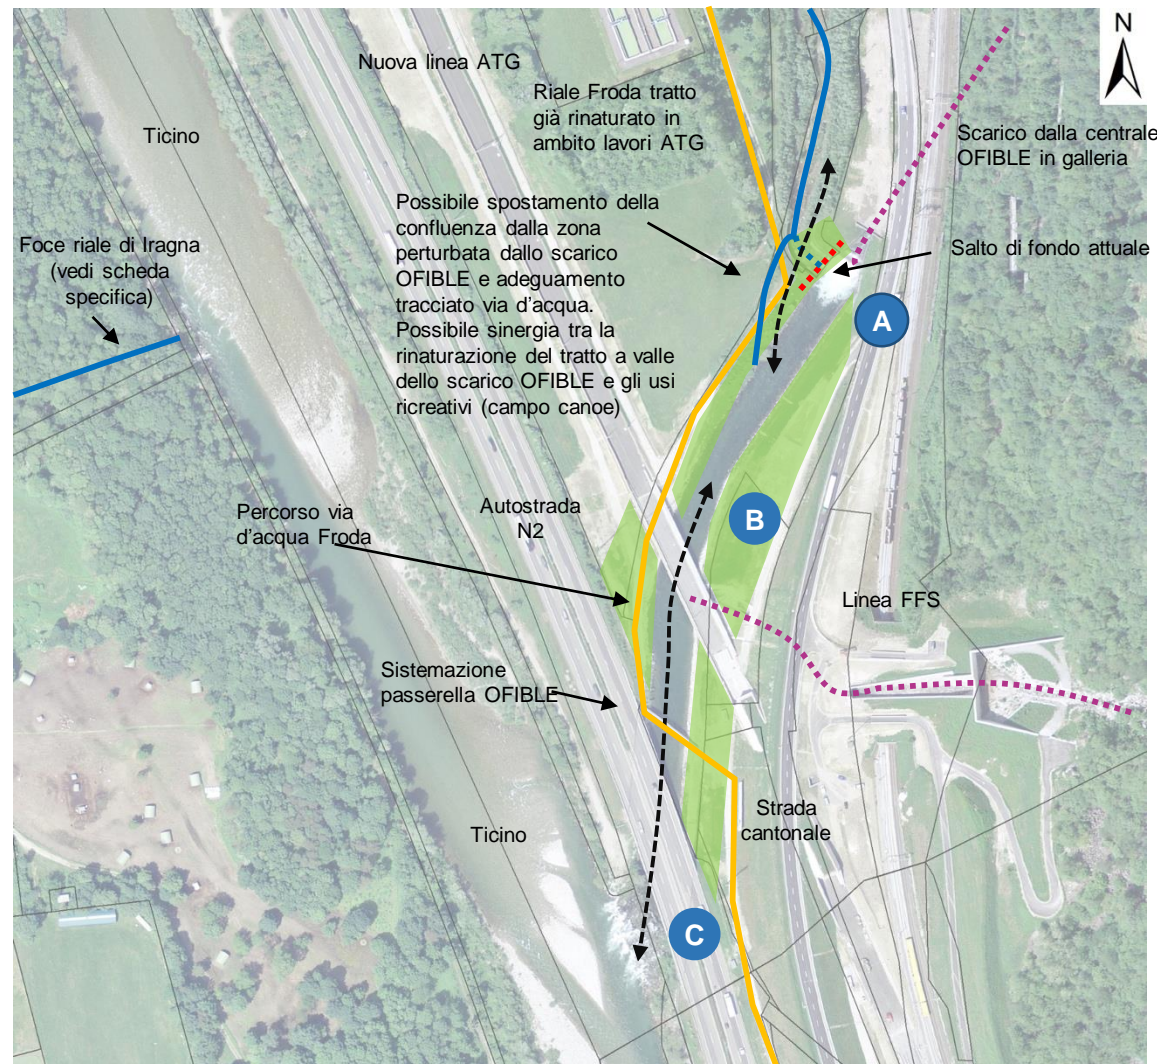 N
Nuova linea ATG
Riale Froda tratto
già rinaturato in
ambito lavori ATG
Ticino
Scarico dalla centrale
OFIBLE in galleria
Possibile spostamento della
confluenza dalla zona
perturbata dallo scarico
OFIBLE e adeguamento
tracciato via d'acqua.
Possibile sinergia tra la
rinaturazione del tratto a valle
dello scarico OFIBLE e gli usi
ricreativi (campo canoe)
Foce riale di Iragna
(vedi scheda
specifica)
Salto di fondo attuale
A
Percorso via
d'acqua Froda
Autostrada
N2
B
Linea FFS
Sistemazione
passerella OFIBLE
Strada
cantonale
Ticino
C